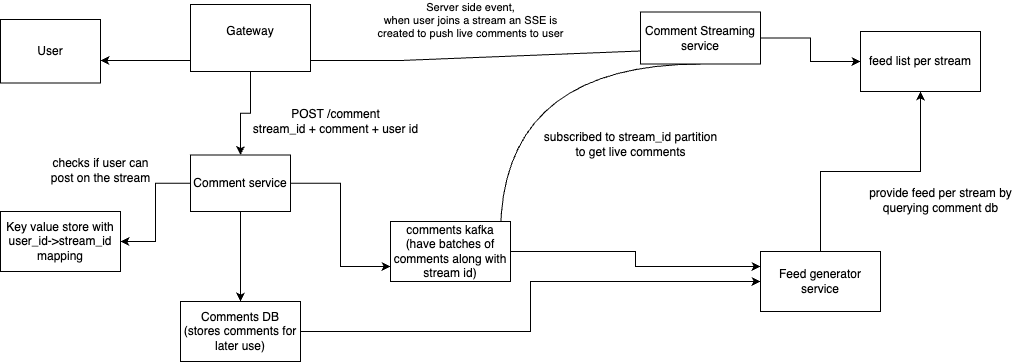 Server side event,
when user joins a stream an SSE is
created to push live comments to user
User
Gateway
Comment Streaming
service
feed list per stream
POST /comment
stream_id + comment + user id
subscribed to stream_id partition
to get live comments
checks if user can
post on the stream
Comment service
provide feed per stream by
querying comment db
Key value store with
user_id->stream_id
mapping
comments kafka
(have batches of
comments along with
stream id)
Feed generator
service
Comments DB
(stores comments for
later use)